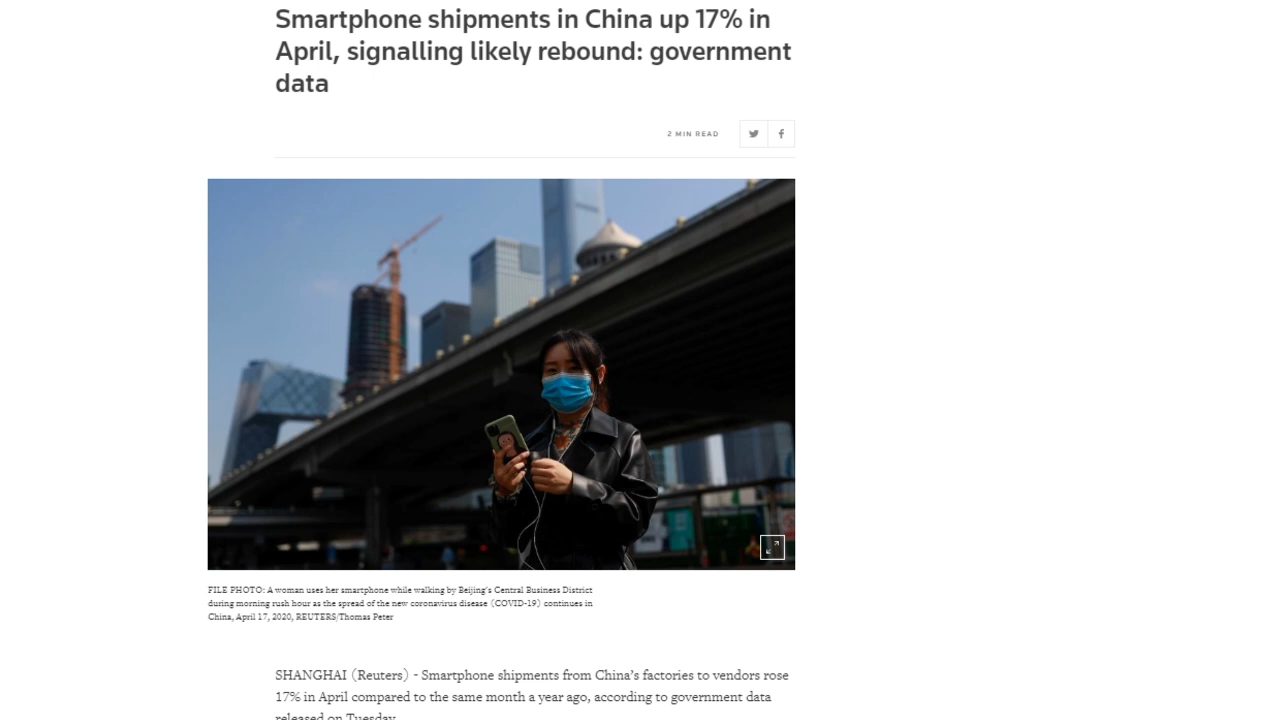 Smartphone shipments in China up 17% in
April, signalling likely rebound: government
data
2 MIN READ
FILE PHOTO: A woman uses her smartphone while walking by Beijing's Central Business District
during morning rush hour as the spread of the new coronavirus disease (COVID-19) continues in
China, April 17, 2020, REUTERS/Thomas Peter
SHANGHAI (Reuters) - Smartphone shipments from China’s factories to vendors rose
17% in April compared to the same month a year ago, according to government data
released on Tuesday.